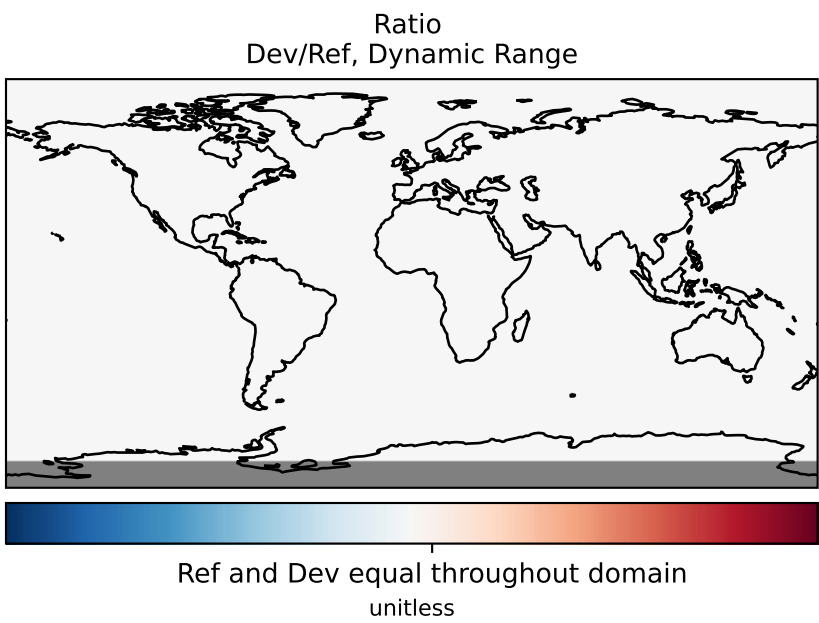 Ratio
Dev/Ref, Dynamic Range
Ref and Dev equal throughout domain
unitless